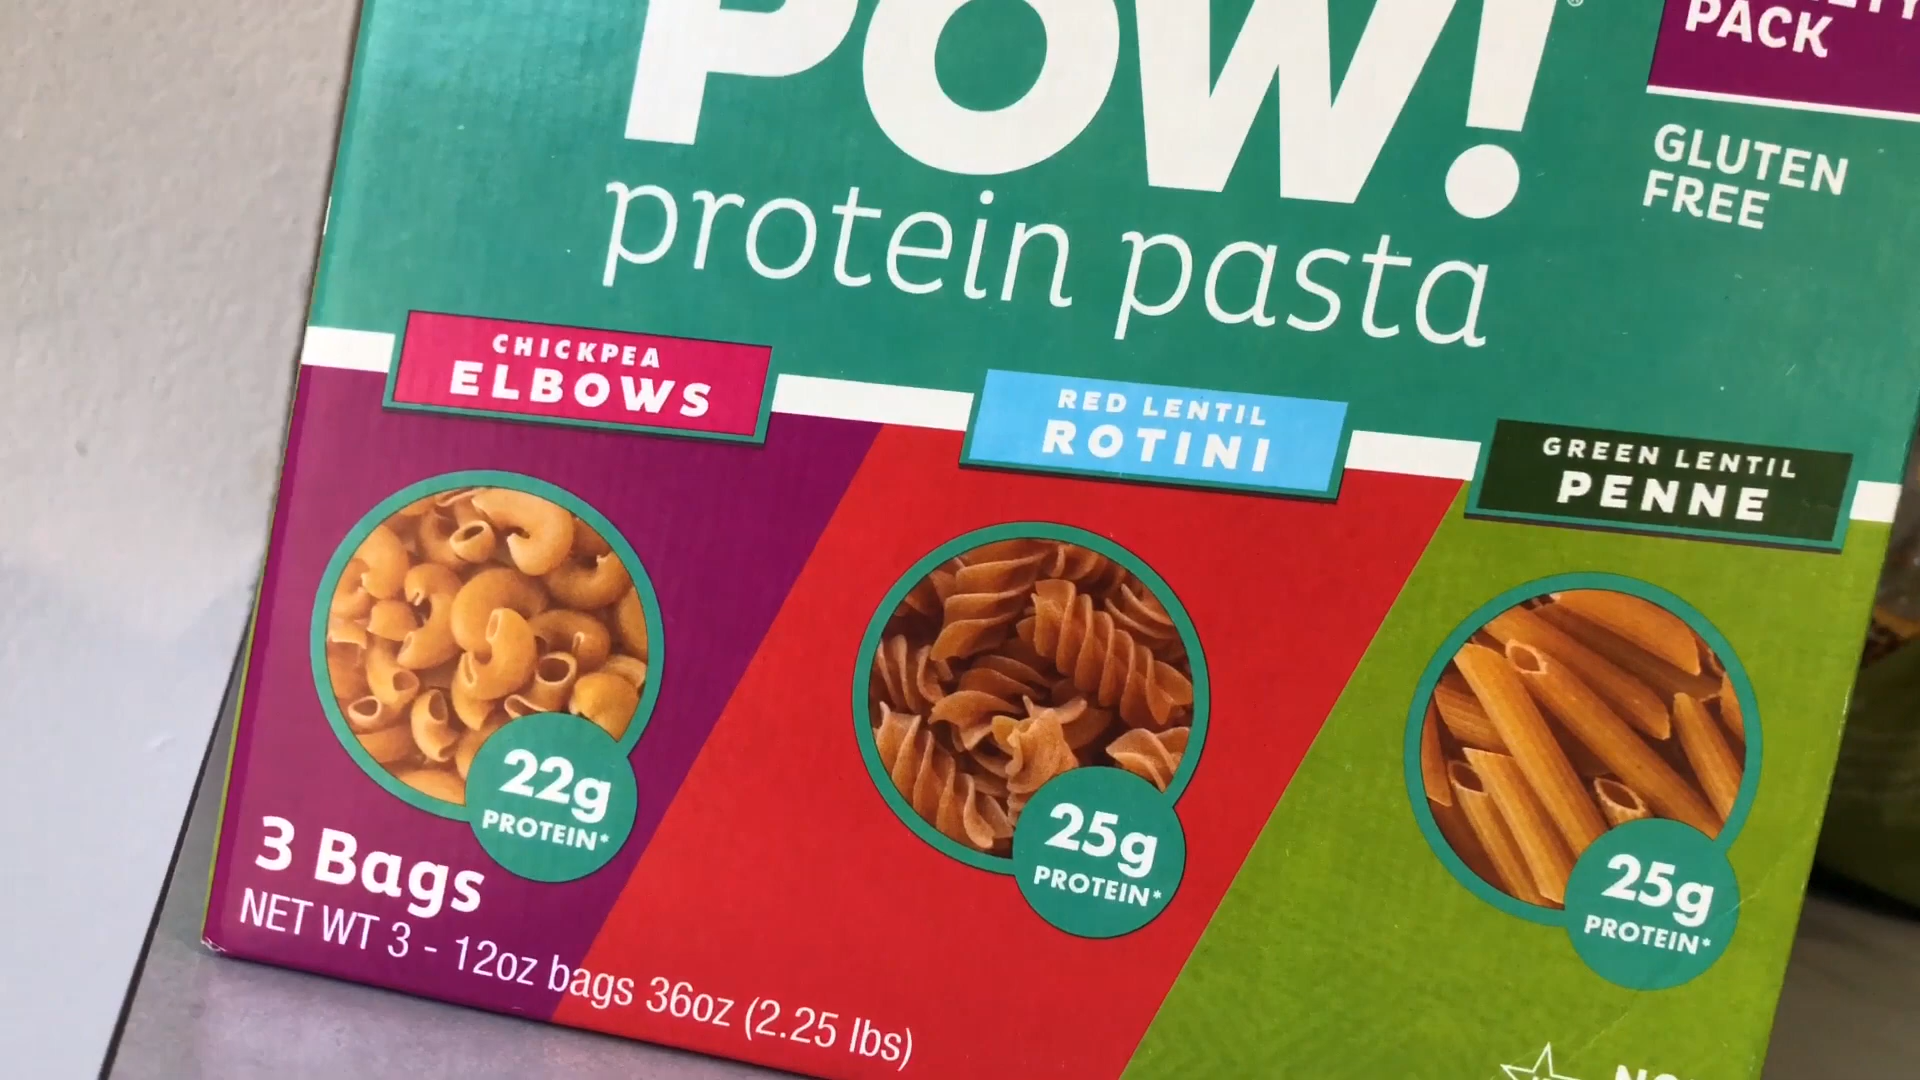 POW!
PACK
GLUTEN
FREE
protein pasta
CHICKPEA
ELBOWS
RED LENTIL
ROTINI
GREEN LENTIL
PENNE
22g
PROTEIN*
25g
PROTEIN*
25g
PROTEIN*
3 Bags
NET WT 3 - 12oz bags 36oz (2.25 lbs)